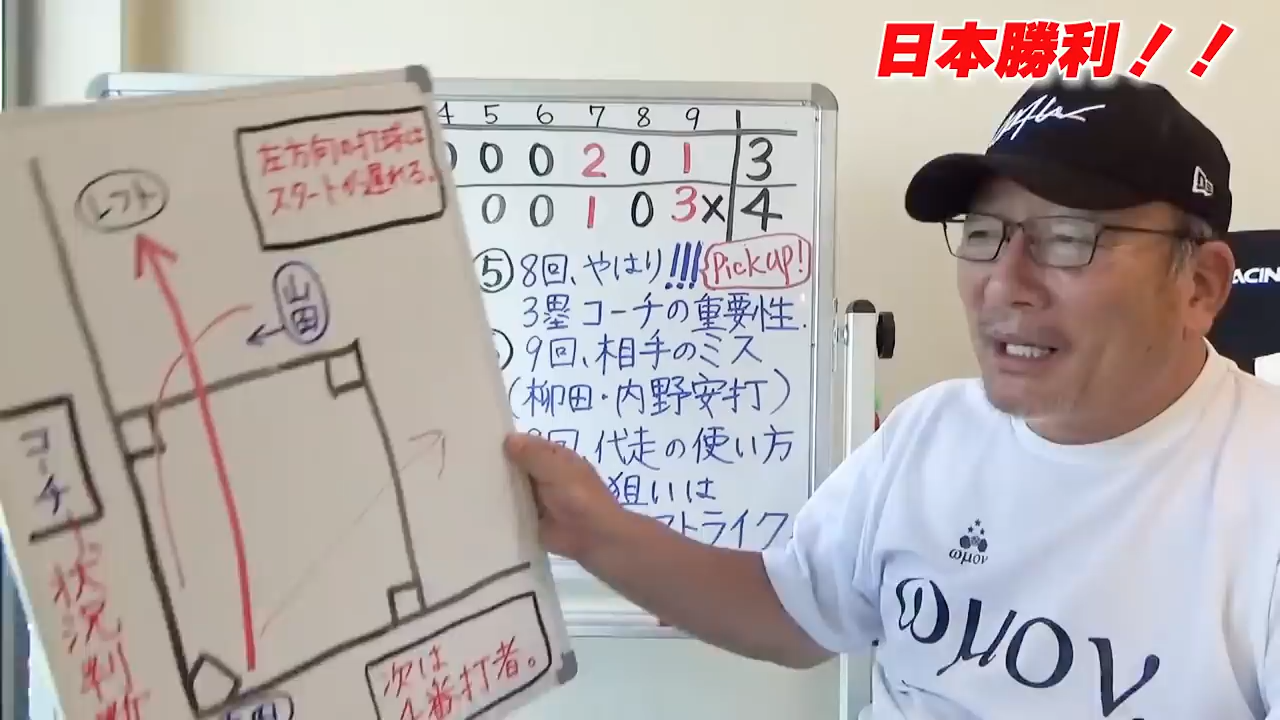 日本勝利！！
左方向の打球は
スタートが遅れる。
レフト
山田
コーチ
状況判断
次は
4番打者。
4 5 6 7 8 9
0 0 0 2 0 1 3
0 0 1 0 3x 4
⑤8回、やはり!!! Pick up!
3塁コーチの重要性.
9回、相手のミス
(柳田・内野安打)
回、代走の使い方
狙いは
ストライク
ωμον
ωμον
ACIN